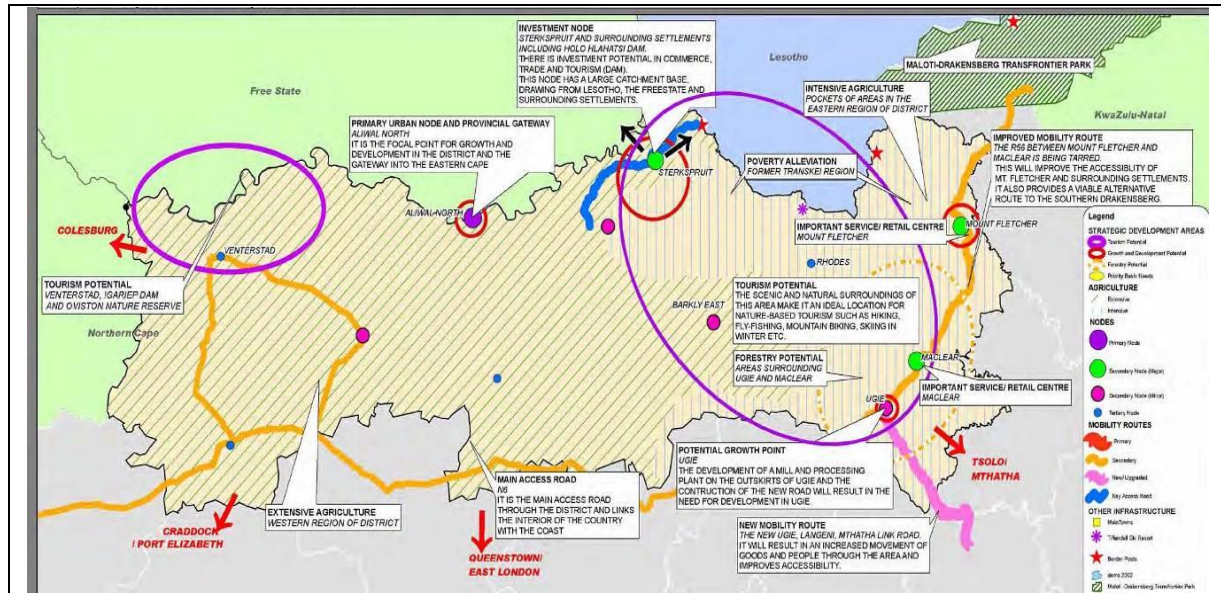 INVESTMENT NODE
STERKSPRUIT AND SURROUNDING SETTLEMENTS
INCLUDING HOLO HLAHATSI DAM.
THERE IS INVESTMENT POTENTIAL IN COMMERCE,
TRADE AND TOURISM (DAM).
THIS NODE HAS A LARGE CATCHMENT BASE,
DRAWING FROM LESOTHO, THE FREESTATE AND
SURROUNDING SETTLEMENTS.
Lesotho
MALOTI-DRAKENSBERG TRANSFRONTIER PARK
Free State
INTENSIVE AGRICULTURE
POCKETS OF AREAS IN THE
EASTERN REGION OF DISTRICT
KwaZulu-Natal
PRIMARY URBAN NODE AND PROVINCIAL GATEWAY
ALIWAL NORTH
IT IS THE FOCAL POINT FOR GROWTH AND
DEVELOPMENT IN THE DISTRICT AND THE
GATEWAY INTO THE EASTERN CAPE
IMPROVED MOBILITY ROUTE
THE R56 BETWEEN MOUNT FLETCHER AND
MACLEAR IS BEING TARRED.
THIS WILL IMPROVE THE ACCESSIBILITY OF
MT. FLETCHER AND SURROUNDING SETTLEMENTS.
IT ALSO PROVIDES A VIABLE ALTERNATIVE
ROUTE TO THE SOUTHERN DRAKENSBERG.
POVERTY ALLEVIATION
FORMER TRANSKEI REGION
STERKSPRUIT
ALIWAL-NORTH
IMPORTANT SERVICE/ RETAIL CENTRE
MOUNT FLETCHER
MOUNT FLETCHER
COLESBURG
VENTERSTAD
RHODES
TOURISM POTENTIAL
VENTERSTAD, !GARIEP DAM
AND OVISTON NATURE RESERVE
Northern Cape
TOURISM POTENTIAL
THE SCENIC AND NATURAL SURROUNDINGS OF
THIS AREA MAKE IT AN IDEAL LOCATION FOR
NATURE-BASED TOURISM SUCH AS HIKING,
FLY-FISHING, MOUNTAIN BIKING, SKIING IN
WINTER ETC.
BARKLY EAST
FORESTRY POTENTIAL
AREAS SURROUNDING
UGIE AND MACLEAR
MACLEAR
IMPORTANT SERVICE/ RETAIL CENTRE
MACLEAR
UGIE
POTENTIAL GROWTH POINT
UGIE
THE DEVELOPMENT OF A MILL AND PROCESSING
PLANT ON THE OUTSKIRTS OF UGIE AND THE
CONTRUCTION OF THE NEW ROAD WILL RESULT IN THE
NEED FOR DEVELOPMENT IN UGIE
TSOLO/
MTHATHA
MAIN ACCESS ROAD
N6
IT IS THE MAIN ACCESS ROAD
THROUGH THE DISTRICT AND LINKS
THE INTERIOR OF THE COUNTRY
WITH THE COAST
EXTENSIVE AGRICULTURE
WESTERN REGION OF DISTRICT
CRADDOCK
/ PORT ELIZABETH
QUEENSTOWN/
EAST LONDON
NEW MOBILITY ROUTE
THE NEW UGIE, LANGENI, MTHATHA LINK ROAD.
IT WILL RESULT IN AN INCREASED MOVEMENT OF
GOODS AND PEOPLE THROUGH THE AREA AND
IMPROVES ACCESSIBILITY.
Legend
STRATEGIC DEVELOPMENT AREAS
Tourism Potential
Growth and Development Potential
Forestry Potential
Priority Basic Needs
AGRICULTURE
Extensive
Intensive
NODES
Primary Node
Secondary Node (Major)
Secondary Node (Minor)
Tertiary Node
MOBILITY ROUTES
Primary
Secondary
New/ Upgraded
Key Access Road
OTHER INFRASTRUCTURE
Main Towns
Tiffendell Ski Resort
Border Posts
dams 2002
Maloti -Drakensberg Transfrontier Park